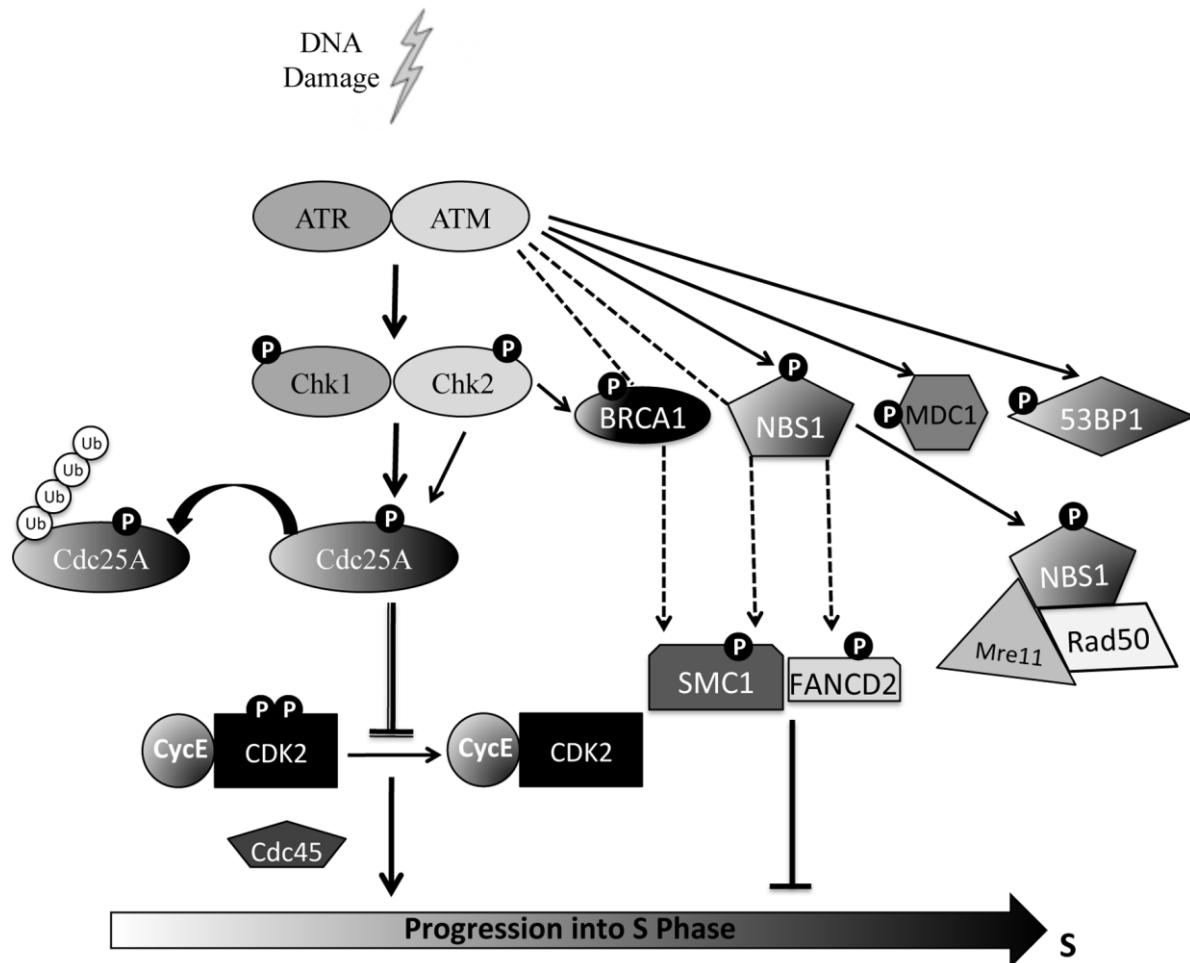 DNA
Damage
ATR
ATM
P
Chk1
Chk2
P
P
BRCA1
P
NBS1
P
MDC1
P
53BP1
Ub
Ub
Ub
Ub
P
Cdc25A
P
Cdc25A
P
NBS1
Mre11
Rad50
P
SMC1
P
FANCD2
P P
CycE
CDK2
CycE
CDK2
Cdc45
Progression into S Phase
S